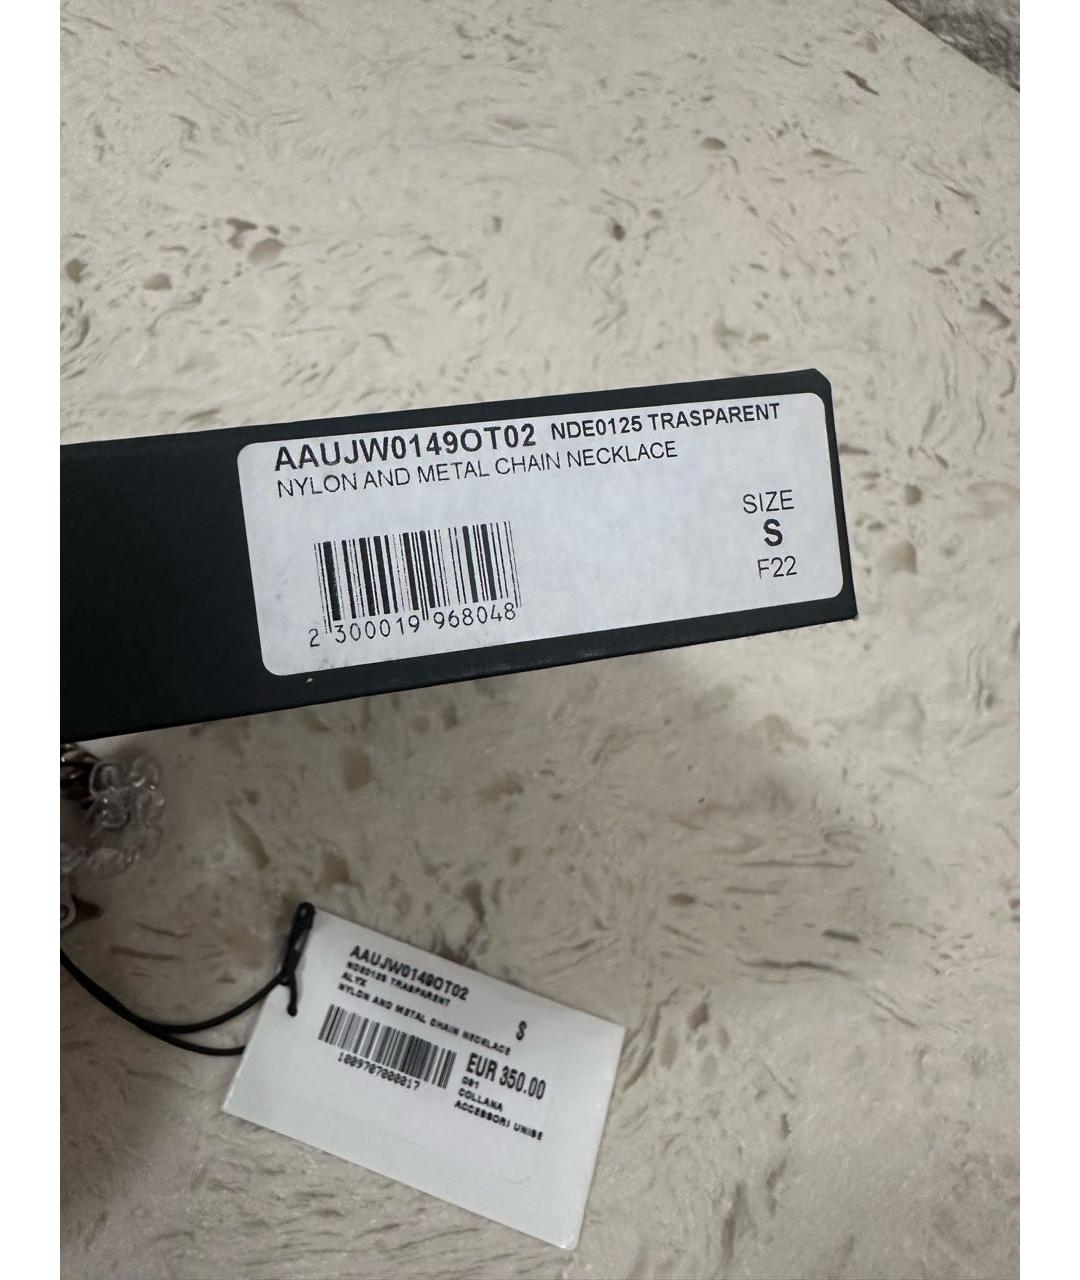 AAUJW0149OT02 NDE0125 TRASPARENT
NYLON AND METAL CHAIN NECKLACE
SIZE
S
F22
2 300019 968048
AAUJW0149OT02
NDE0125 TRASPARENT
ALYX
NYLON AND METAL CHAIN NECKLACE
S
1009707000017
EUR 350.00
COLLANA
ACCESSORI UNISE